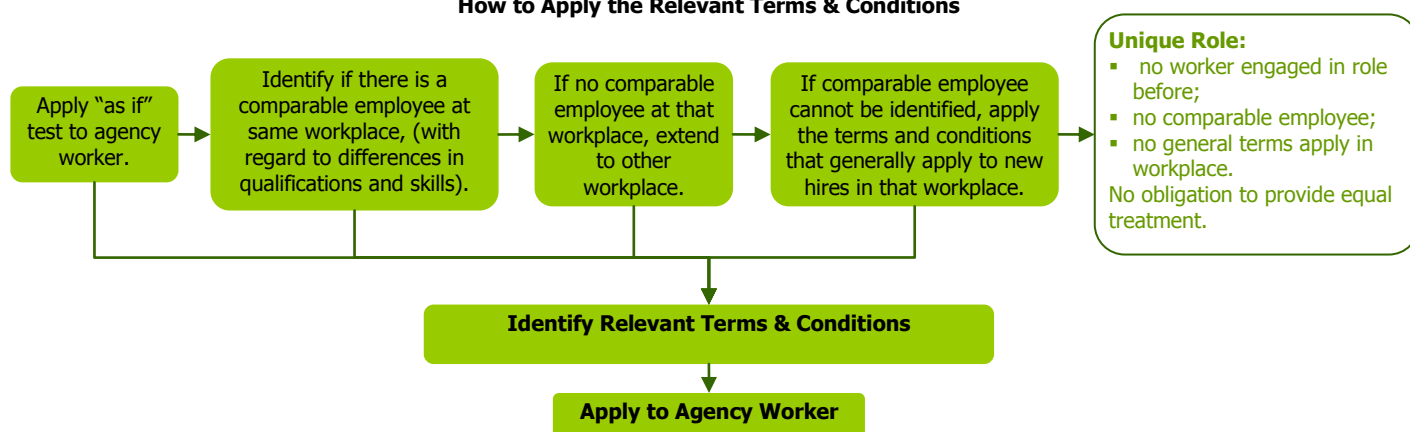 How to Apply the Relevant Terms & Conditions
Apply “as if”
test to agency
worker.
Identify if there is a
comparable employee at
same workplace, (with
regard to differences in
qualifications and skills).
If no comparable
employee at that
workplace, extend
to other
workplace.
If comparable employee
cannot be identified, apply
the terms and conditions
that generally apply to new
hires in that workplace.
Unique Role:
▪ no worker engaged in role
before;
▪ no comparable employee;
▪ no general terms apply in
workplace.
No obligation to provide equal
treatment.
Identify Relevant Terms & Conditions
Apply to Agency Worker